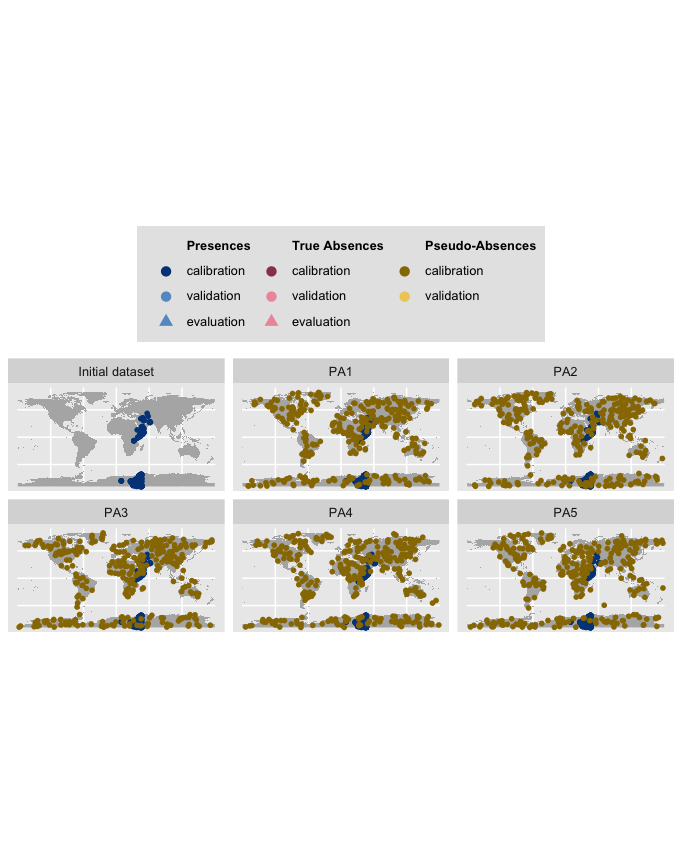 Presences True Absences Pseudo-Absences
calibration calibration calibration
validation validation validation
evaluation evaluation
Initial dataset PA1 PA2
PA3 PA4 PA5